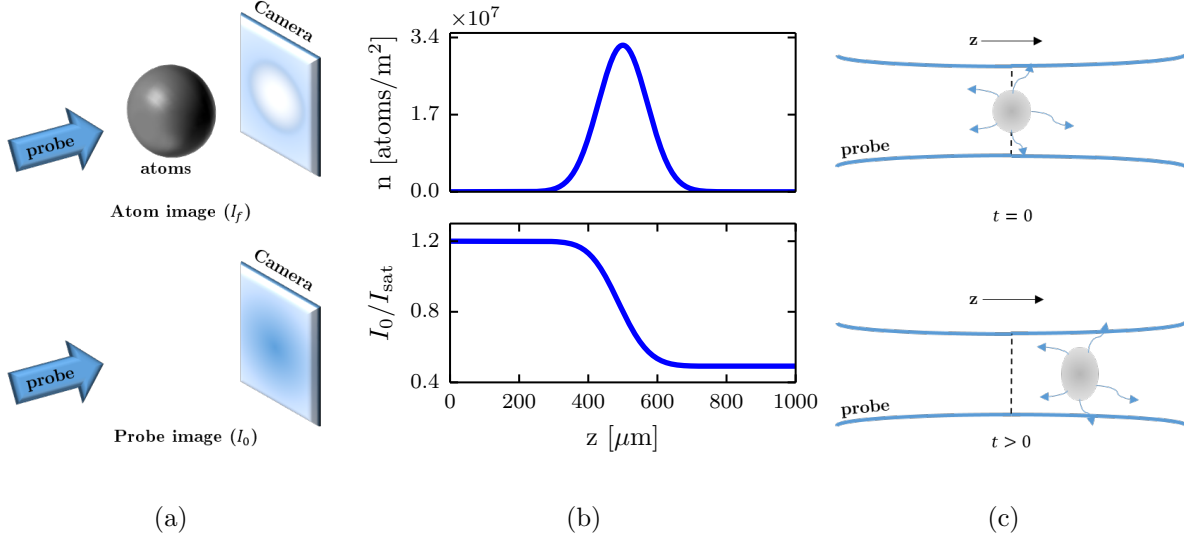 Camera
probe
atoms
Atom image (I_f)
Camera
probe
Probe image (I_0)
(a)
×10^7
3.4
1.7
0.0
n [atoms/m^2]
1.2
0.8
0.4
I_0/I_sat
0 200 400 600 800 1000
z [μm]
(b)
z
probe
t = 0
z
probe
t > 0
(c)